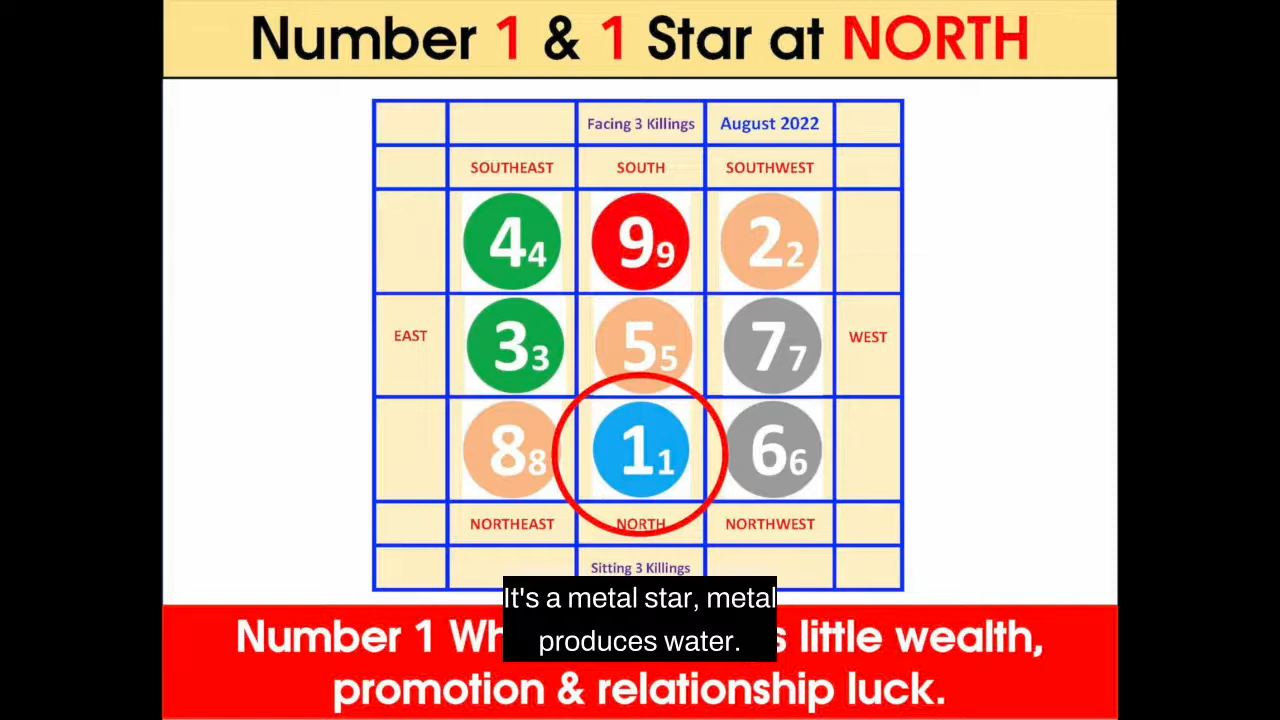 Number 1 & 1 Star at NORTH
Facing 3 Killings August 2022
SOUTHEAST SOUTH SOUTHWEST
44 99 22
EAST 33 55 77 WEST
88 11 66
NORTHEAST NORTH NORTHWEST
Sitting 3 Killings
It's a metal star, metal
produces water.
Number 1 little wealth,
promotion & relationship luck.